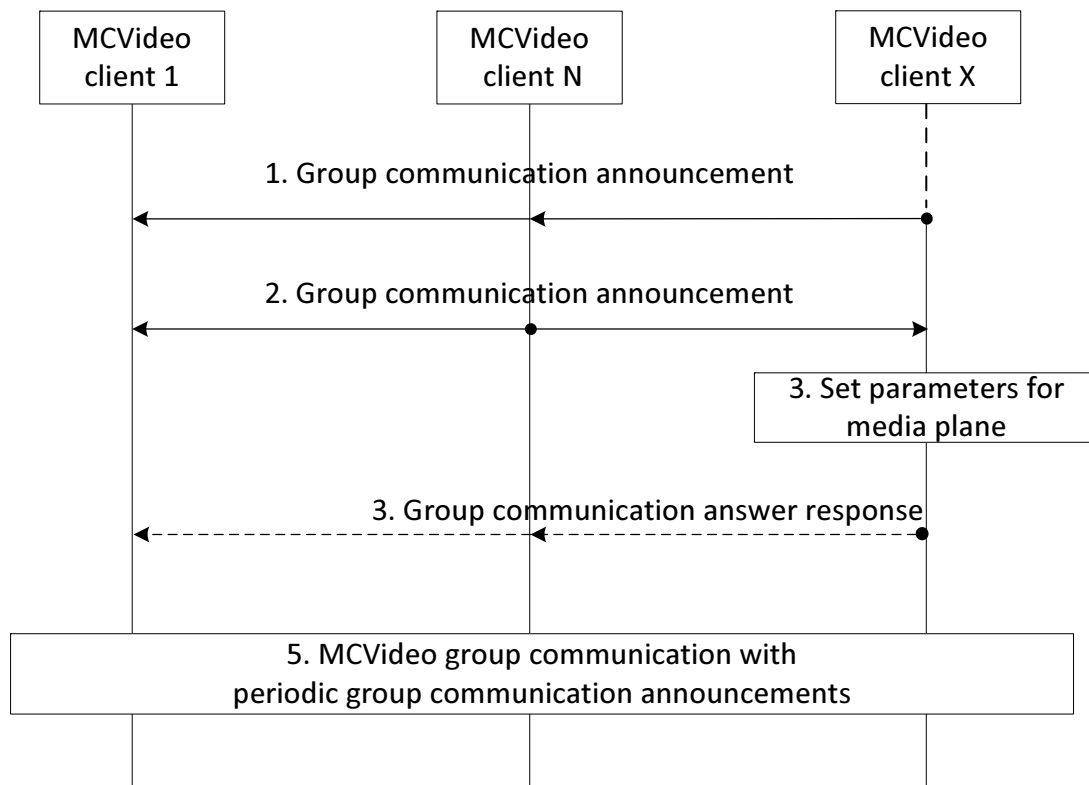 MCVideo
client 1
MCVideo
client N
MCVideo
client X
1. Group communication announcement
2. Group communication announcement
3. Set parameters for
media plane
3. Group communication answer response
5. MCVideo group communication with
periodic group communication announcements